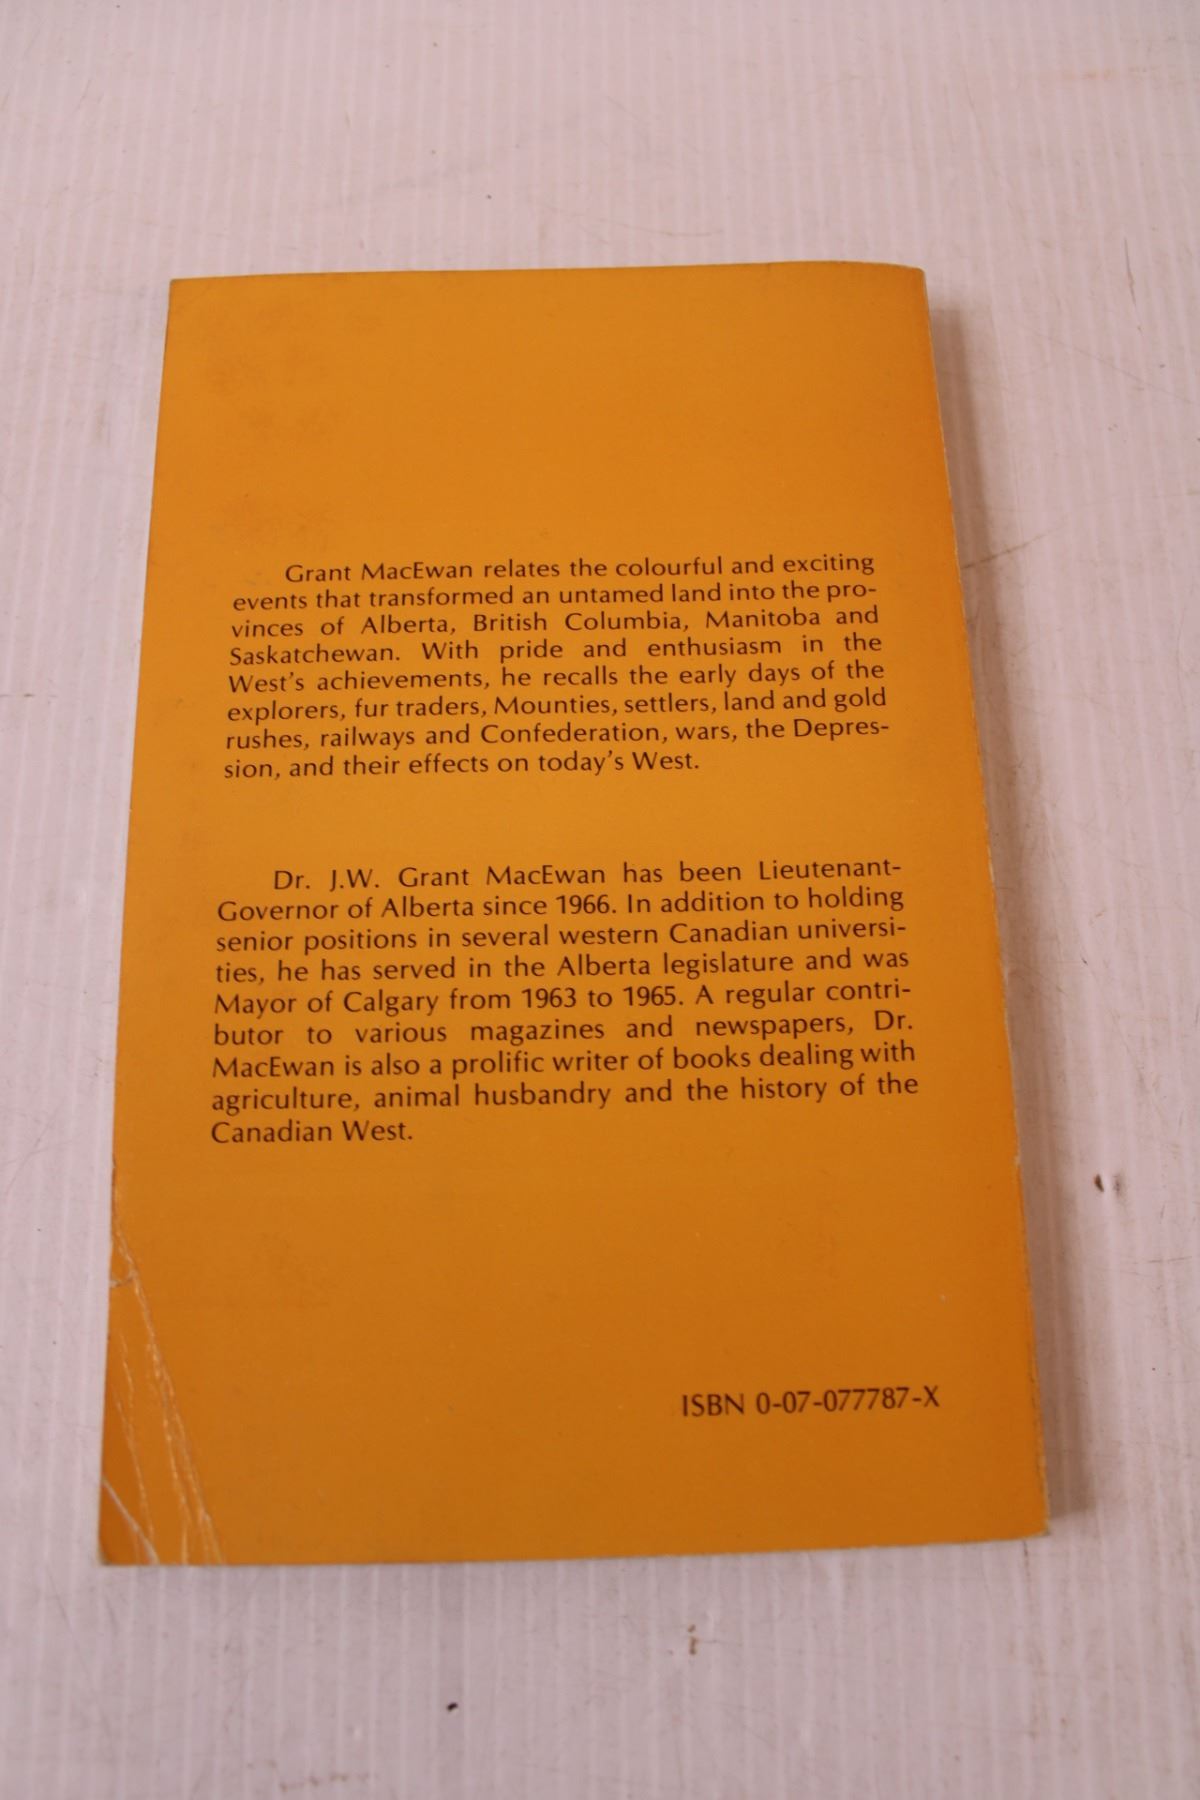 Grant MacEwan relates the colourful and exciting
events that transformed an untamed land into the pro-
vinces of Alberta, British Columbia, Manitoba and
Saskatchewan. With pride and enthusiasm in the
West's achievements, he recalls the early days of the
explorers, fur traders, Mounties, settlers, land and gold
rushes, railways and Confederation, wars, the Depres-
sion, and their effects on today's West.
Dr. J.W. Grant MacEwan has been Lieutenant-
Governor of Alberta since 1966. In addition to holding
senior positions in several western Canadian universi-
ties, he has served in the Alberta legislature and was
Mayor of Calgary from 1963 to 1965. A regular contri-
butor to various magazines and newspapers, Dr.
MacEwan is also a prolific writer of books dealing with
agriculture, animal husbandry and the history of the
Canadian West.
ISBN 0-07-077787-X